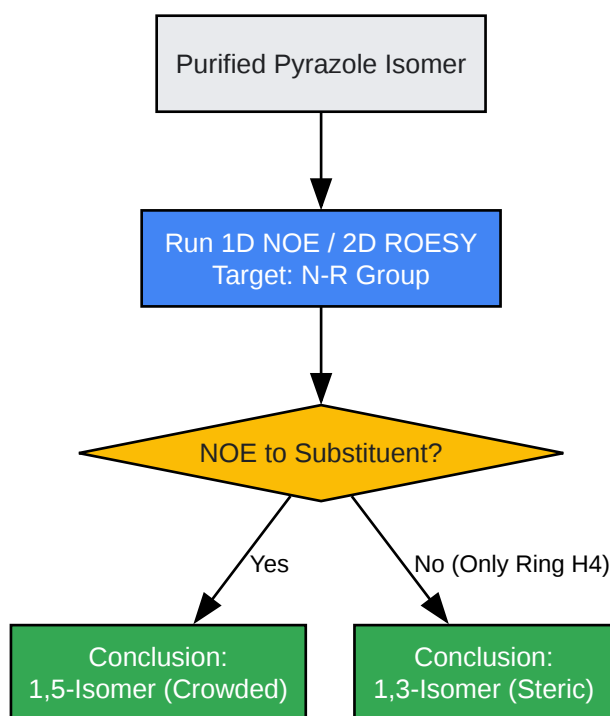 Purified Pyrazole Isomer
Run 1D NOE / 2D ROESY
Target: N-R Group
NOE to Substituent?
Yes
No (Only Ring H4)
Conclusion:
1,5-Isomer (Crowded)
Conclusion:
1,3-Isomer (Steric)